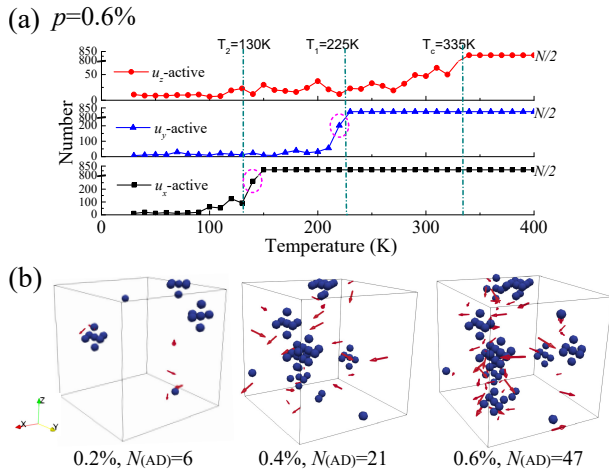 (a) p=0.6%
T2=130K T1=225K Tc=335K
850
800
50
0
uz-active
N/2
850
800
50
0
uy-active
N/2
850
800
50
0
ux-active
N/2
Number
0 100 200 300 400
Temperature (K)
(b)
Z
X
Y
0.2%, N(AD)=6 0.4%, N(AD)=21 0.6%, N(AD)=47